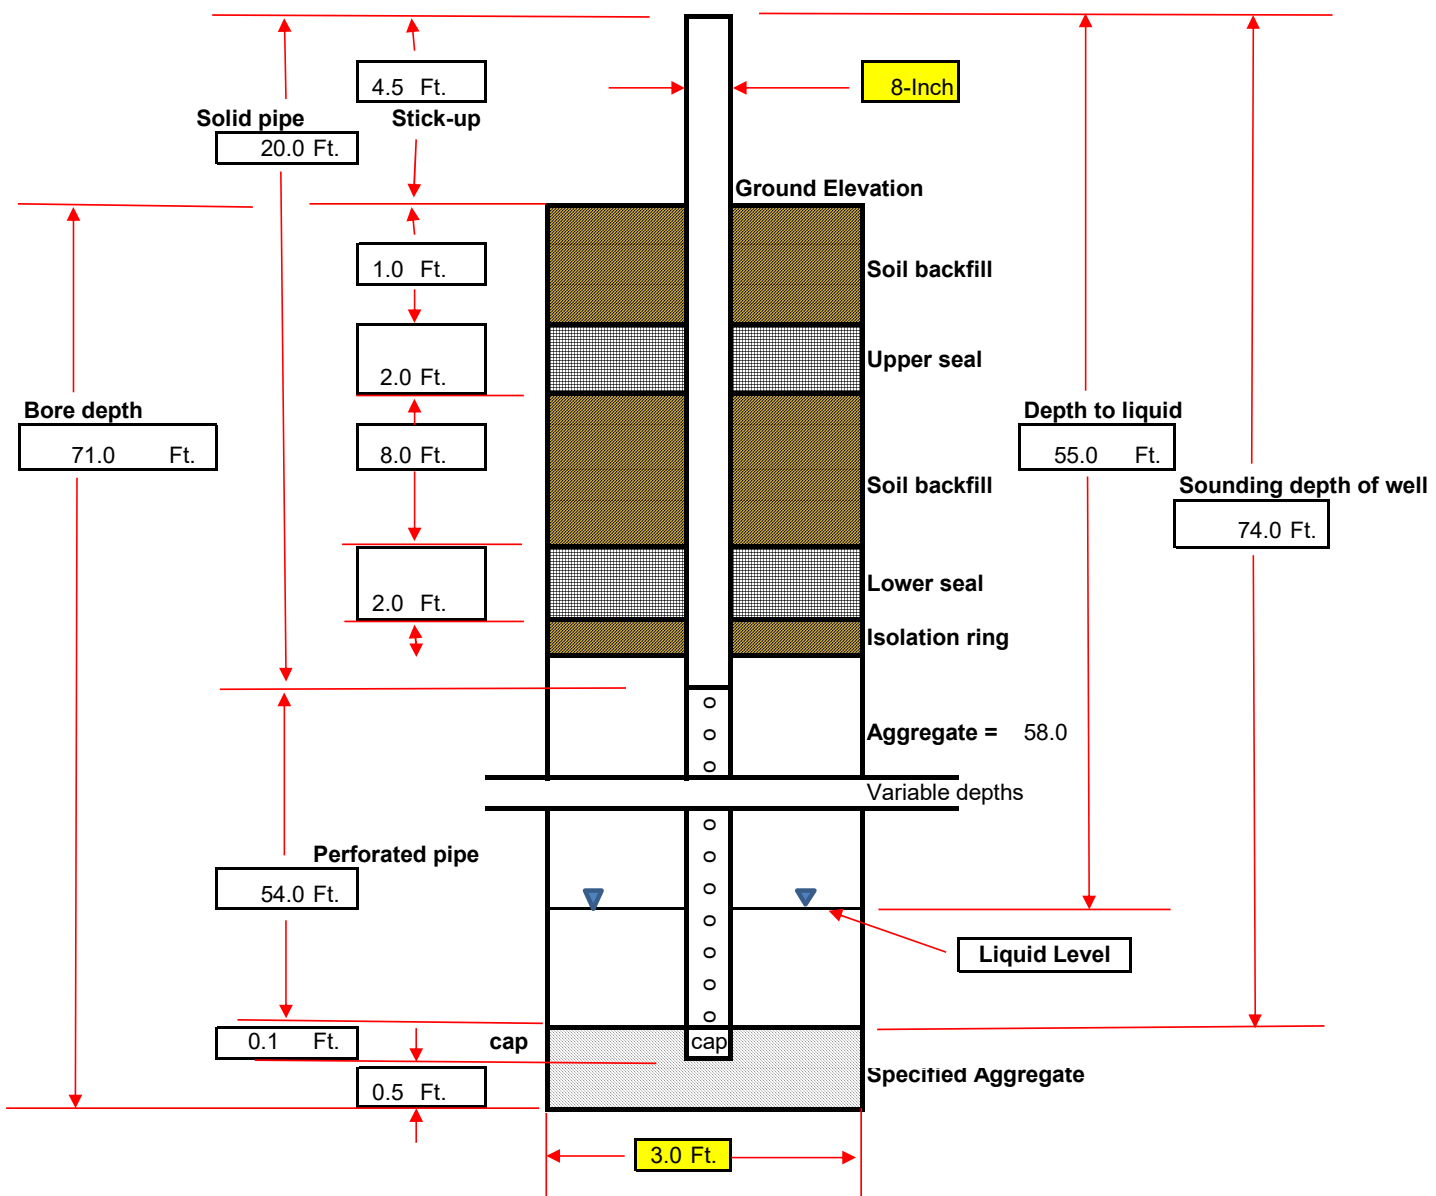 4.5 Ft.
8-Inch
Solid pipe
Stick-up
20.0 Ft.
Ground Elevation
1.0 Ft.
Soil backfill
Upper seal
2.0 Ft.
Bore depth
Depth to liquid
71.0 Ft.
8.0 Ft.
55.0 Ft.
Soil backfill
Sounding depth of well
74.0 Ft.
Lower seal
2.0 Ft.
Isolation ring
o
Aggregate = 58.0
o
o
Variable depths
o
Perforated pipe
o
54.0 Ft.
o
o
Liquid Level
o
o
o
0.1 Ft.
cap
cap
Specified Aggregate
0.5 Ft.
3.0 Ft.